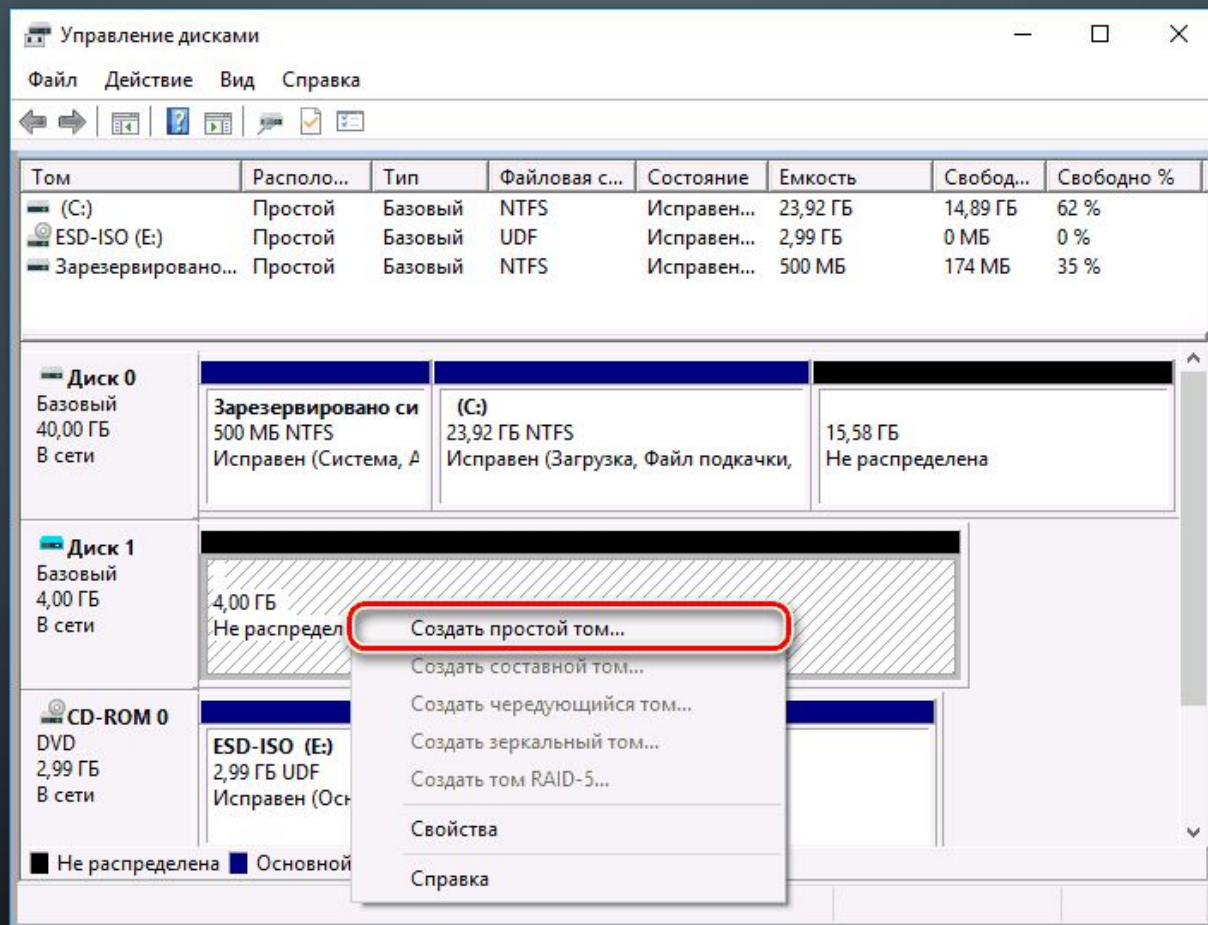 Управление дисками
Файл Действие Вид Справка
Том Располо... Тип Файловая с... Состояние Емкость Свобод... Свободно %
(C:) Простой Базовый NTFS Исправен... 23,92 ГБ 14,89 ГБ 62 %
ESD-ISO (E:) Простой Базовый UDF Исправен... 2,99 ГБ 0 МБ 0 %
Зарезервировано... Простой Базовый NTFS Исправен... 500 МБ 174 МБ 35 %
Диск 0
Базовый
40,00 ГБ
В сети
Зарезервировано си
500 МБ NTFS
Исправен (Система, А
(C:)
23,92 ГБ NTFS
Исправен (Загрузка, Файл подкачки,
15,58 ГБ
Не распределена
Диск 1
Базовый
4,00 ГБ
В сети
4,00 ГБ
Не распредел
Создать простой том...
Создать составной том...
Создать чередующийся том...
Создать зеркальный том...
Создать том RAID-5...
Свойства
Справка
CD-ROM 0
DVD
2,99 ГБ
В сети
ESD-ISO (E:)
2,99 ГБ UDF
Исправен (Осн
Не распределена Основной